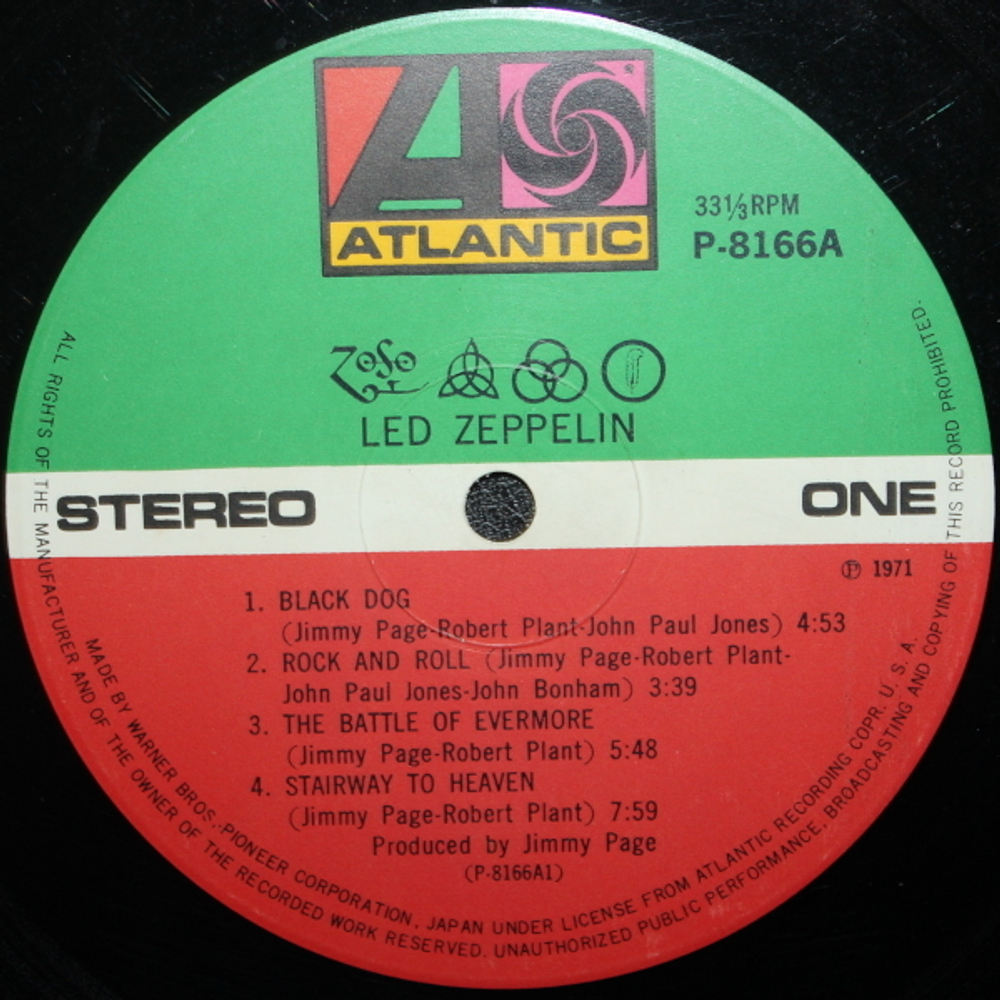 ATLANTIC
33⅓RPM
P-8166A
ZoSo
LED ZEPPELIN
STEREO
ONE
℗ 1971
1. BLACK DOG
(Jimmy Page-Robert Plant-John Paul Jones) 4:53
2. ROCK AND ROLL (Jimmy Page-Robert Plant-
John Paul Jones-John Bonham) 3:39
3. THE BATTLE OF EVERMORE
(Jimmy Page-Robert Plant) 5:48
4. STAIRWAY TO HEAVEN
(Jimmy Page-Robert Plant) 7:59
Produced by Jimmy Page
(P-8166A1)
MADE BY WARNER BROS.-PIONEER CORPORATION, JAPAN UNDER LICENSE FROM ATLANTIC RECORDING COPR. U. S. A.
ALL RIGHTS OF THE MANUFACTURER AND OF THE OWNER OF THE RECORDED WORK RESERVED. UNAUTHORIZED PUBLIC PERFORMANCE, BROADCASTING AND COPYING OF THIS RECORD PROHIBITED.